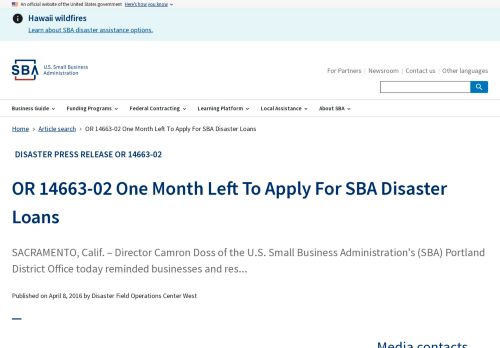 An official website of the United States government Here's how you know
Hawaii wildfires
Learn about SBA disaster assistance options.
SBA U.S. Small Business Administration
For Partners | Newsroom | Contact us | Other languages
Business Guide Funding Programs Federal Contracting Learning Platform Local Assistance About SBA
Home > Article search > OR 14663-02 One Month Left To Apply For SBA Disaster Loans
DISASTER PRESS RELEASE OR 14663-02
OR 14663-02 One Month Left To Apply For SBA Disaster
Loans
SACRAMENTO, Calif. – Director Camron Doss of the U.S. Small Business Administration's (SBA) Portland
District Office today reminded businesses and res...
Published on April 8, 2016 by Disaster Field Operations Center West
Media contacts